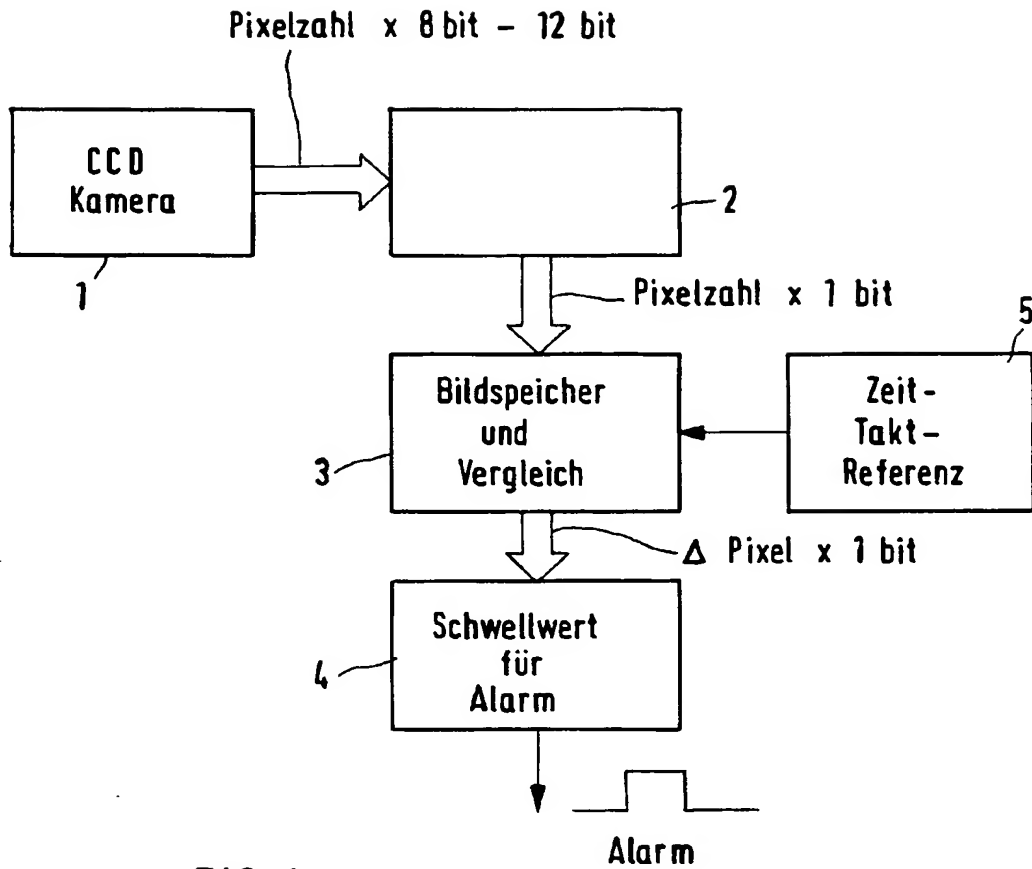 Pixelzahl x 8 bit – 12 bit
CCD
Kamera
1
2
Pixelzahl x 1 bit
5
Bildspeicher
und
Vergleich
3
Zeit-
Takt-
Referenz
Δ Pixel x 1 bit
Schwellwert
für
Alarm
4
Alarm